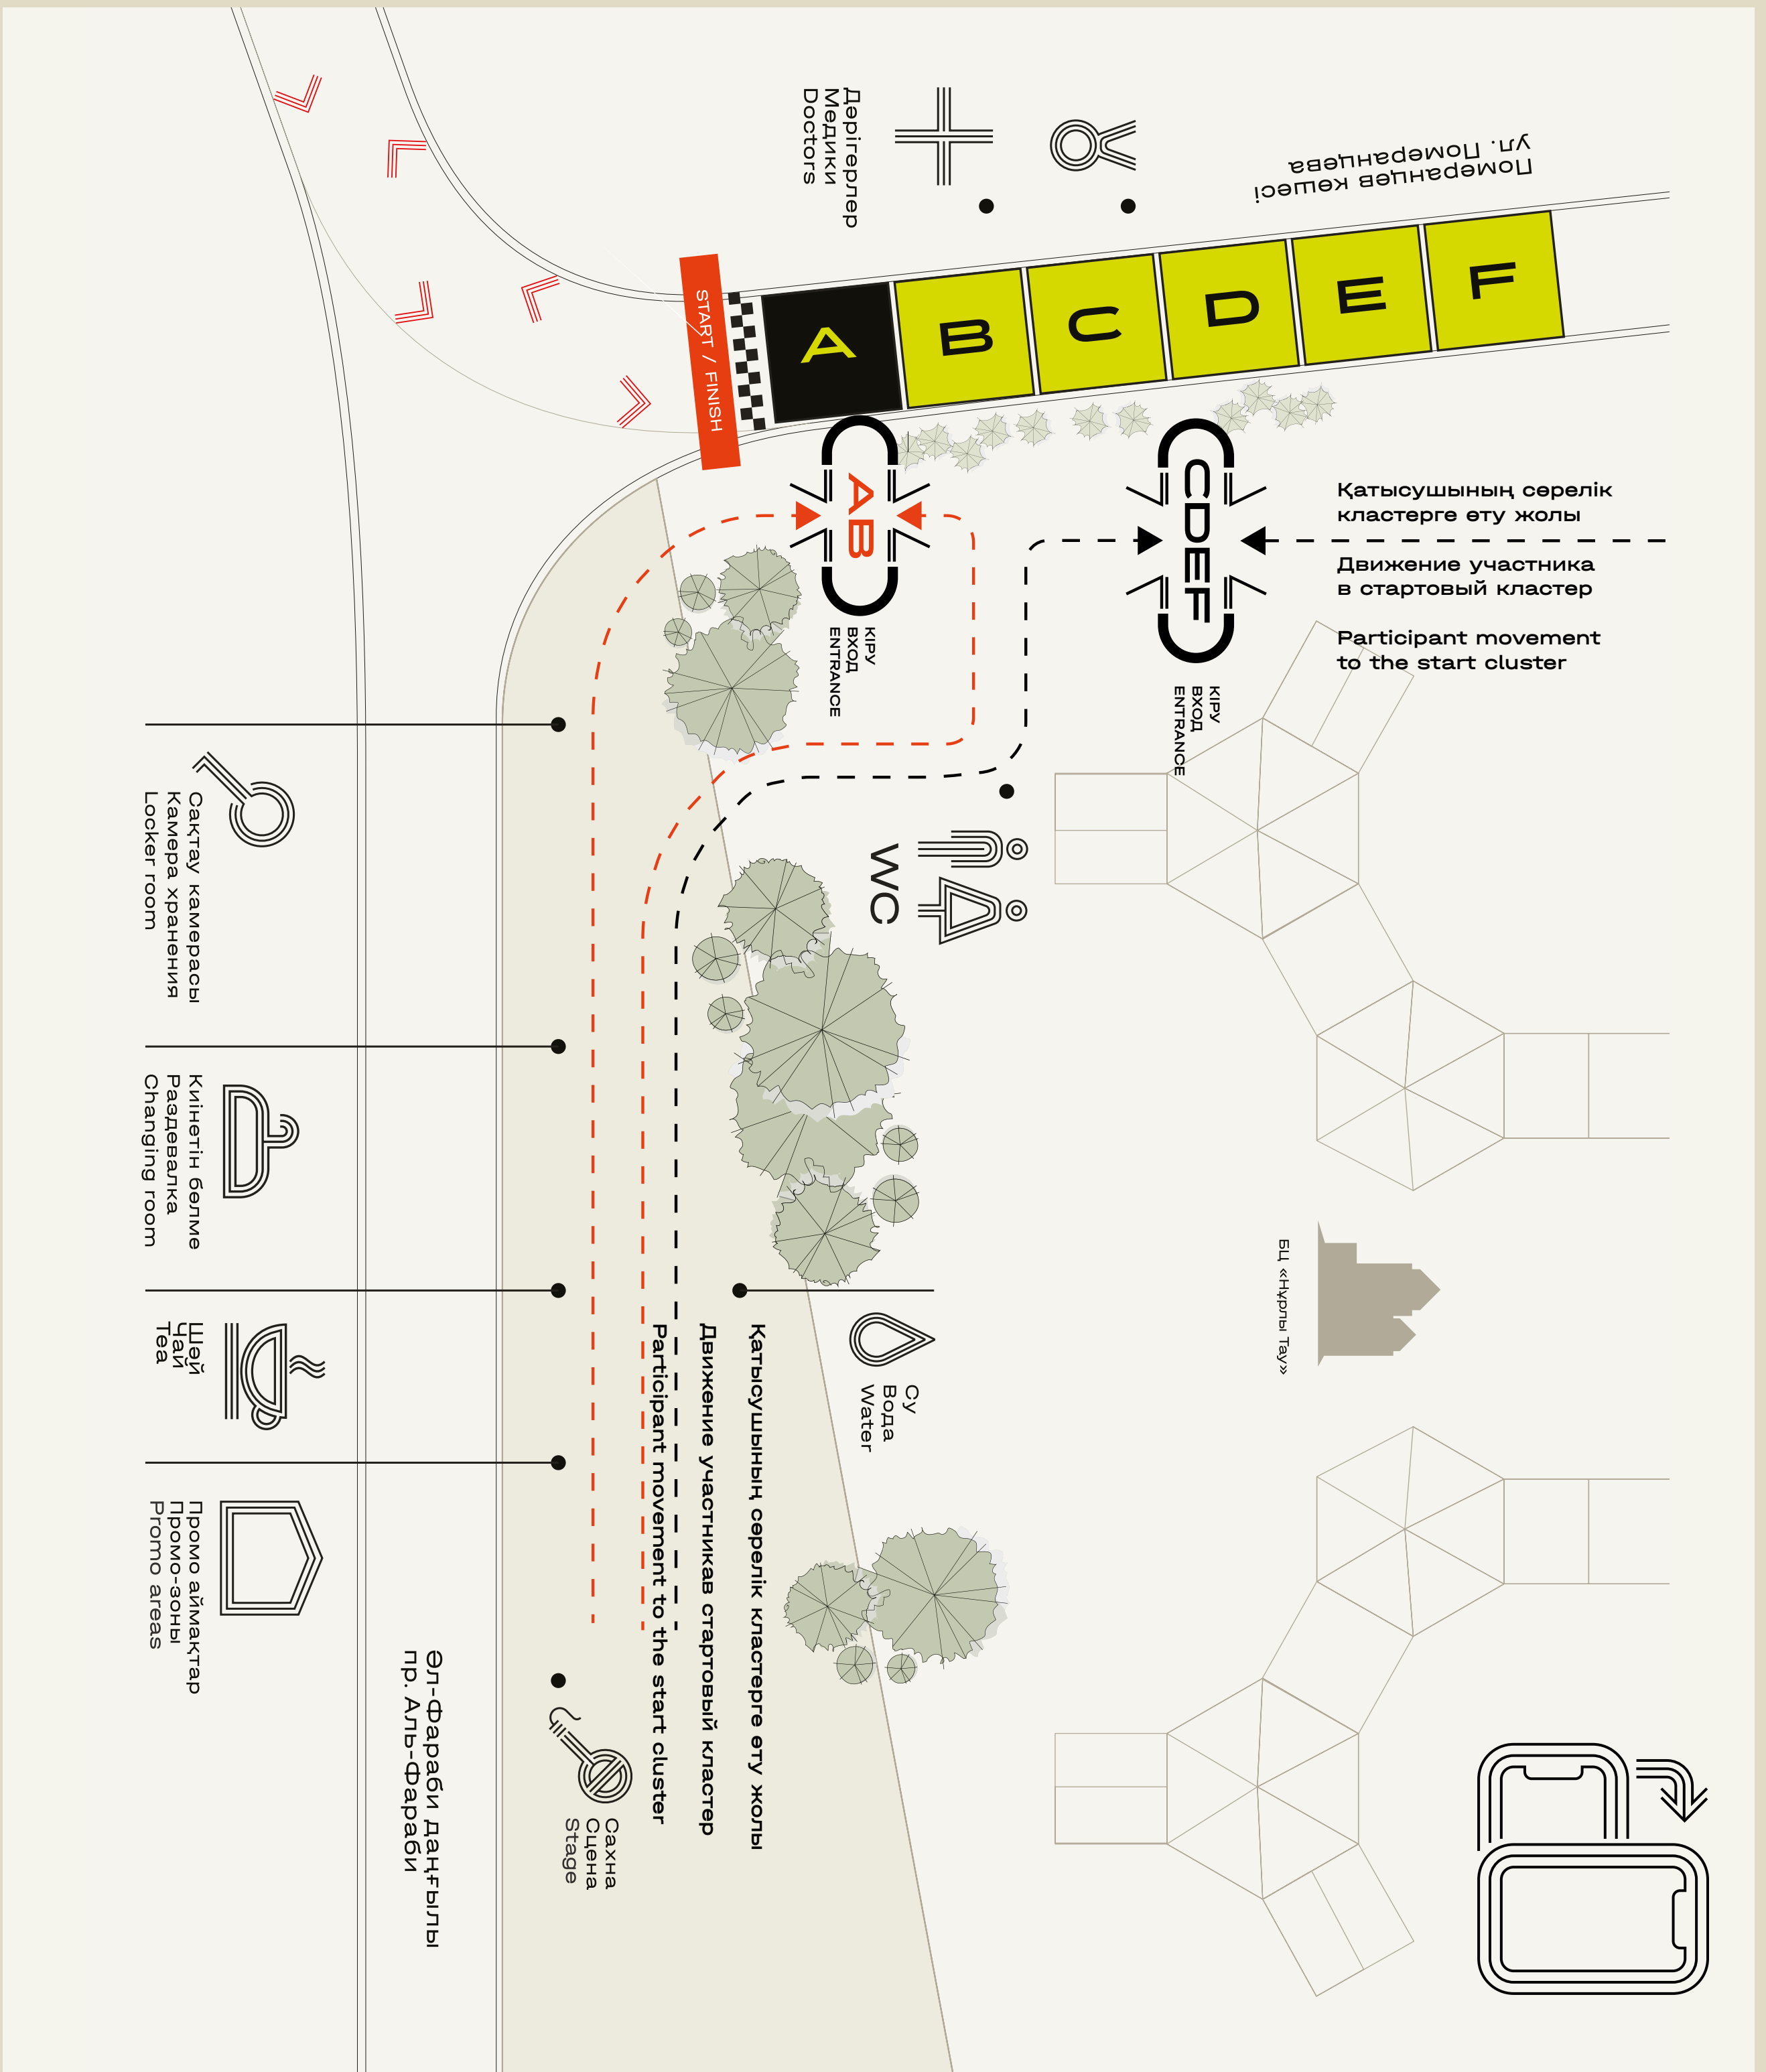 Дәрігерлер
Медики
Doctors
Померанцев көшесі
ул. Померанцева
START / FINISH
A
B
C
D
E
F
AB
КІРУ
ВХОД
ENTRANCE
CDEF
КІРУ
ВХОД
ENTRANCE
Қатысушының сөрелік
кластерге өту жолы
Движение участника
в стартовый кластер
Participant movement
to the start cluster
Сақтау камерасы
Камера хранения
Locker room
WC
Киінетін бөлме
Раздевалка
Changing room
Шәй
Чай
Tea
Су
Вода
Water
БЦ «Нұрлы Тау»
Қатысушының сөрелік кластерге өту жолы
Движение участникав стартовый кластер
Participant movement to the start cluster
Промо аймақтар
Промо-зоны
Promo areas
Әл-Фараби даңғылы
пр. Аль-Фараби
Сахна
Сцена
Stage